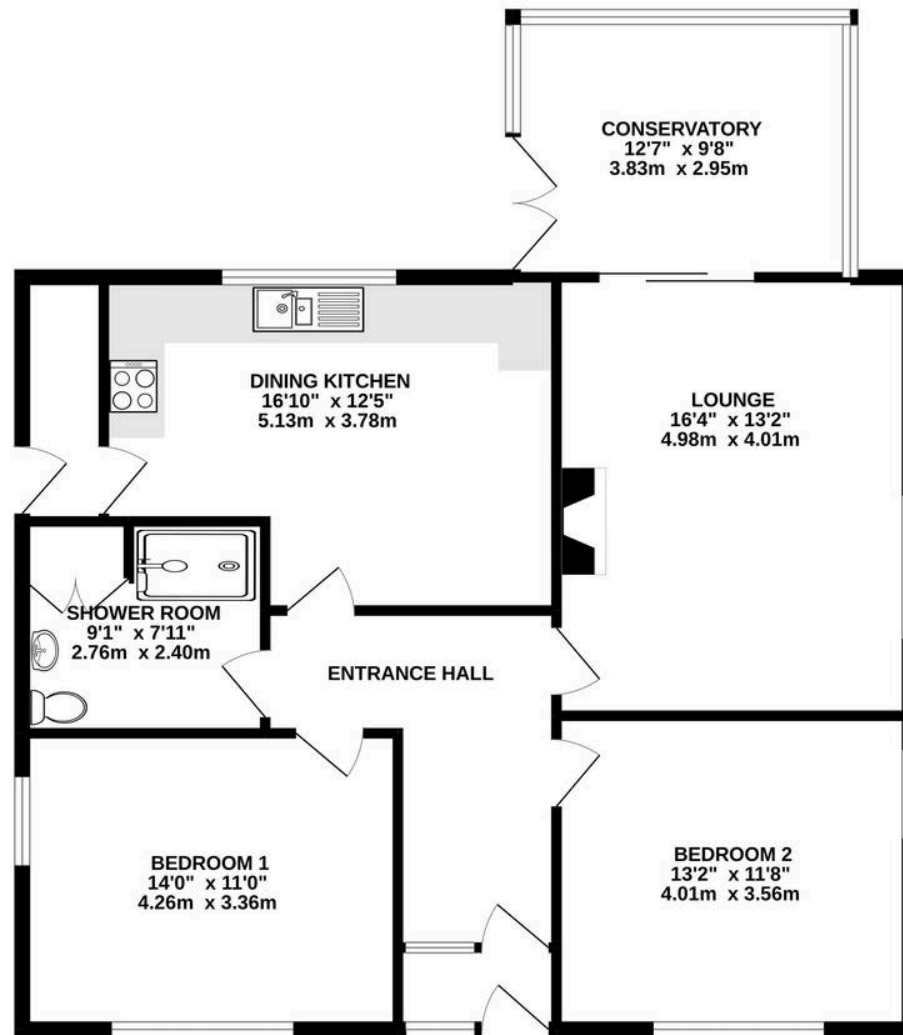 CONSERVATORY
12'7" x 9'8"
3.83m x 2.95m
DINING KITCHEN
16'10" x 12'5"
5.13m x 3.78m
LOUNGE
16'4" x 13'2"
4.98m x 4.01m
SHOWER ROOM
9'1" x 7'11"
2.76m x 2.40m
ENTRANCE HALL
BEDROOM 1
14'0" x 11'0"
4.26m x 3.36m
BEDROOM 2
13'2" x 11'8"
4.01m x 3.56m